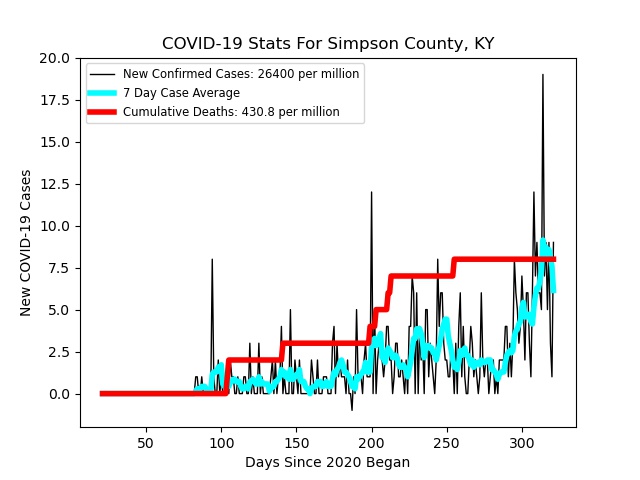 COVID-19 Stats For Simpson County, KY
New Confirmed Cases: 26400 per million
7 Day Case Average
Cumulative Deaths: 430.8 per million
New COVID-19 Cases
20.0
17.5
15.0
12.5
10.0
7.5
5.0
2.5
0.0
50 100 150 200 250 300
Days Since 2020 Began